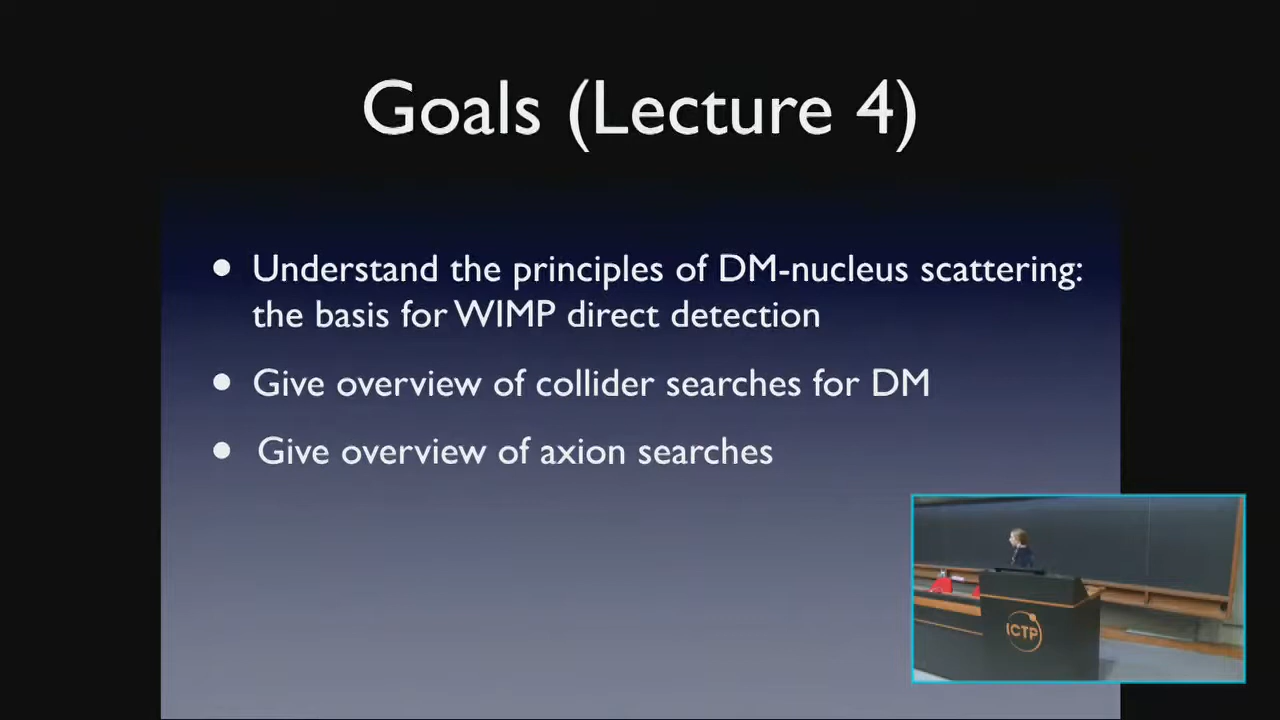 Goals (Lecture 4)
• Understand the principles of DM-nucleus scattering:
the basis for WIMP direct detection
• Give overview of collider searches for DM
• Give overview of axion searches
ICTP